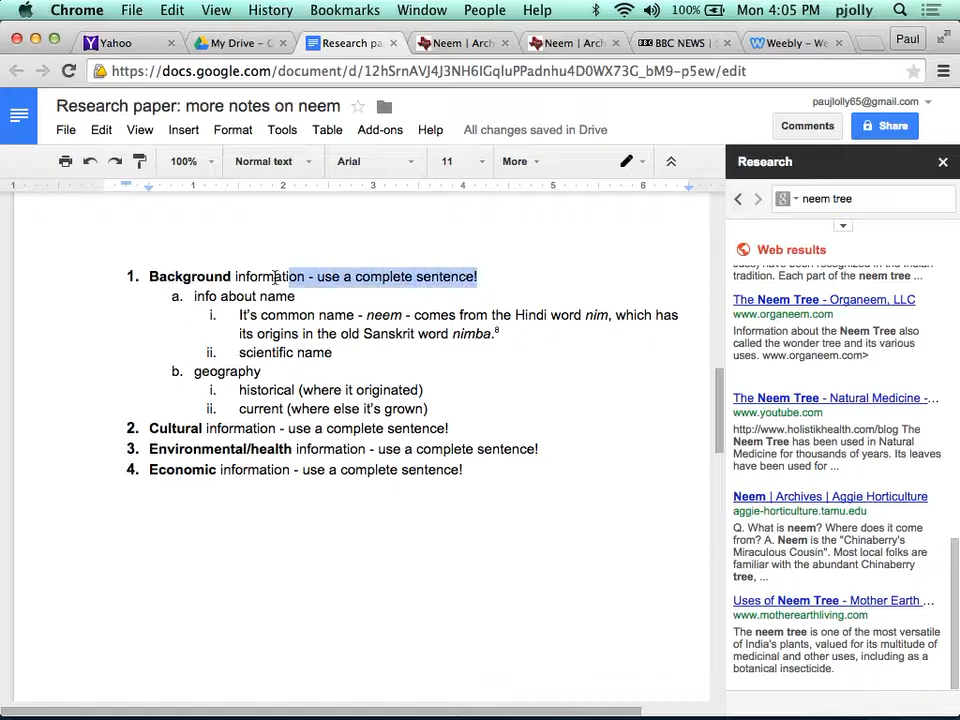 Chrome File Edit View History Bookmarks Window People Help 100% Mon 4:05 PM pjolly
Yahoo My Drive – C Research pa Neem | Arch Neem | Arc BBC NEWS | S Weebly – We Paul
https://docs.google.com/document/d/12hSrnAVJ4J3NH6lGqluPPadnhu4D0WX73G_bM9-p5ew/edit
Research paper: more notes on neem
paujlolly65@gmail.com
File Edit View Insert Format Tools Table Add-ons Help All changes saved in Drive
Comments Share
100% Normal text Arial 11 More
Research
1 1 2 3 4 5 6
neem tree
Web results
1. Background information - use a complete sentence!
a. info about name
i. It's common name - neem - comes from the Hindi word nim, which has
its origins in the old Sanskrit word nimba.8
ii. scientific name
b. geography
i. historical (where it originated)
ii. current (where else it's grown)
2. Cultural information - use a complete sentence!
3. Environmental/health information - use a complete sentence!
4. Economic information - use a complete sentence!
tradition. Each part of the neem tree ...
The Neem Tree - Organeem, LLC
www.organeem.com
Information about the Neem Tree also
called the wonder tree and its various
uses. www.organeem.com>
The Neem Tree - Natural Medicine -...
www.youtube.com
http://www.holistikhealth.com/blog The
Neem Tree has been used in Natural
Medicine for thousands of years. Its leaves
have been used for ...
Neem | Archives | Aggie Horticulture
aggie-horticulture.tamu.edu
Q. What is neem? Where does it come
from? A. Neem is the "Chinaberry's
Miraculous Cousin". Most local folks are
familiar with the abundant Chinaberry
tree, ...
Uses of Neem Tree - Mother Earth ...
www.motherearthliving.com
The neem tree is one of the most versatile
of India's plants, valued for its multitude of
medicinal and other uses, including as a
botanical insecticide.